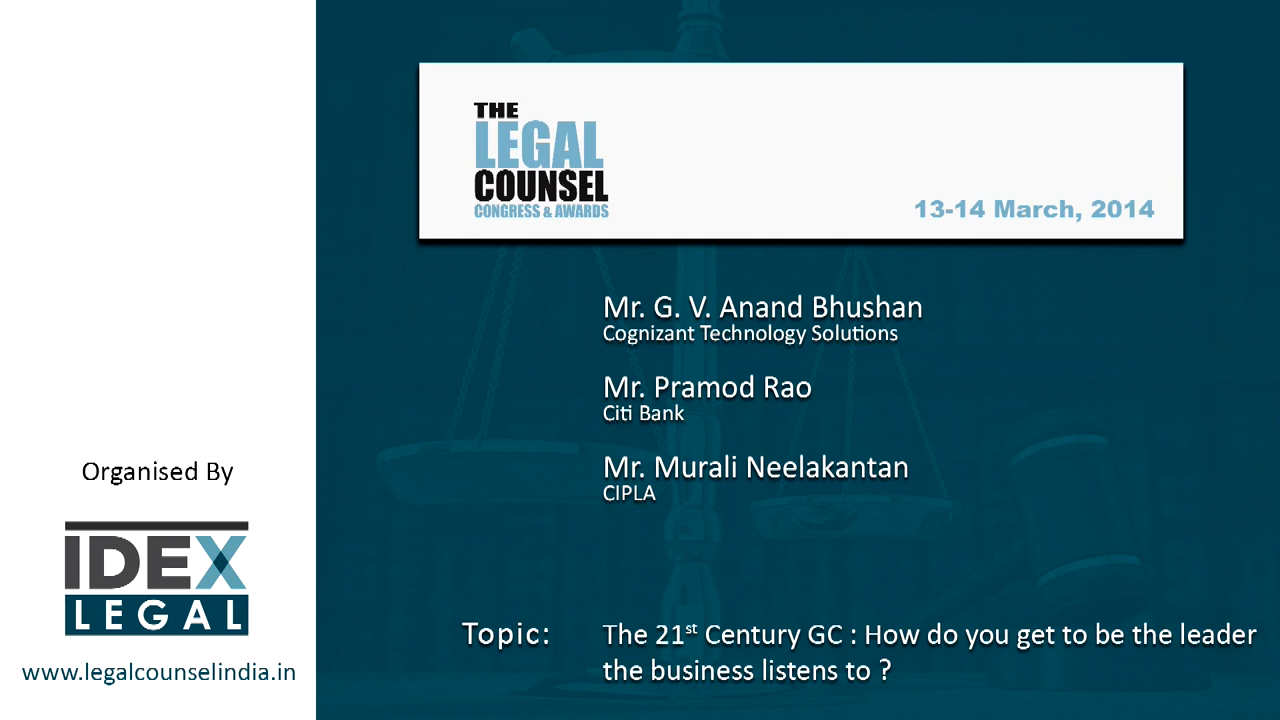 THE
LEGAL
COUNSEL
CONGRESS & AWARDS
13-14 March, 2014
Mr. G. V. Anand Bhushan
Cognizant Technology Solutions
Mr. Pramod Rao
Citi Bank
Mr. Murali Neelakantan
CIPLA
Organised By
IDEX
LEGAL
www.legalcounselindia.in
Topic: The 21st Century GC : How do you get to be the leader
the business listens to ?